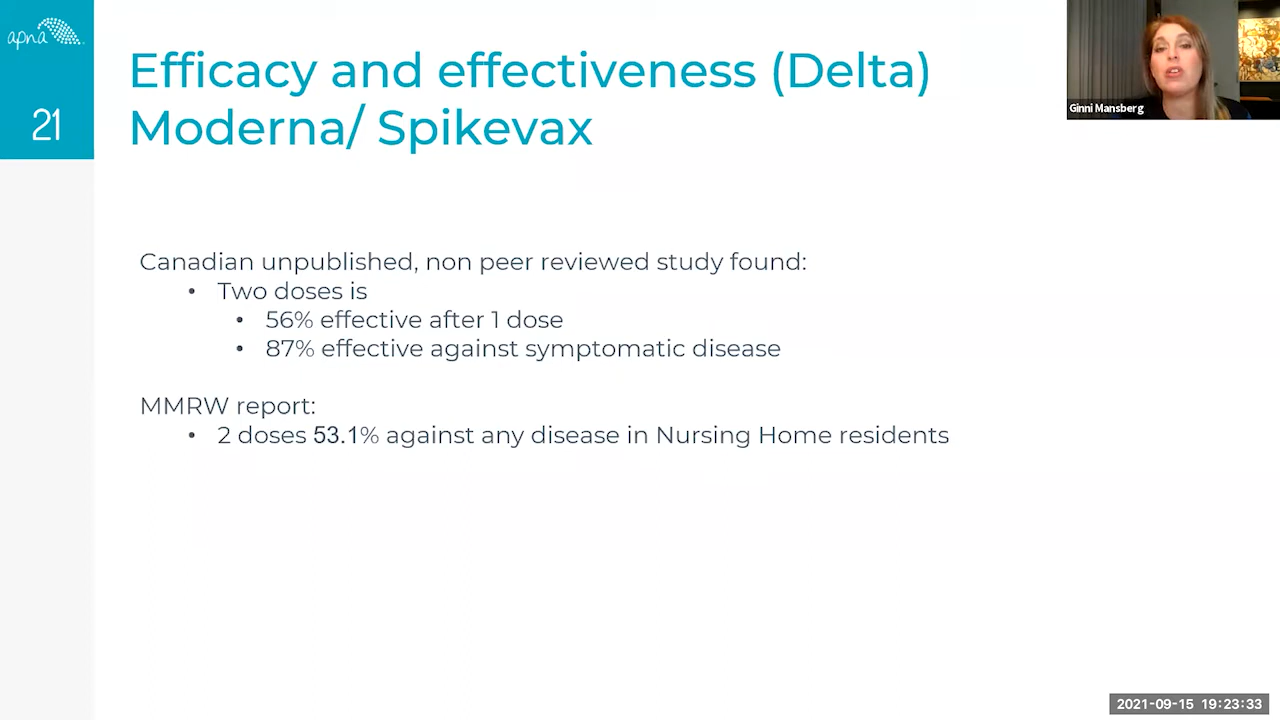 apna
21
Efficacy and effectiveness (Delta)
Moderna/ Spikevax
Ginni Mansberg
Canadian unpublished, non peer reviewed study found:
• Two doses is
• 56% effective after 1 dose
• 87% effective against symptomatic disease
MMRW report:
• 2 doses 53.1% against any disease in Nursing Home residents
2021-09-15 19:23:33